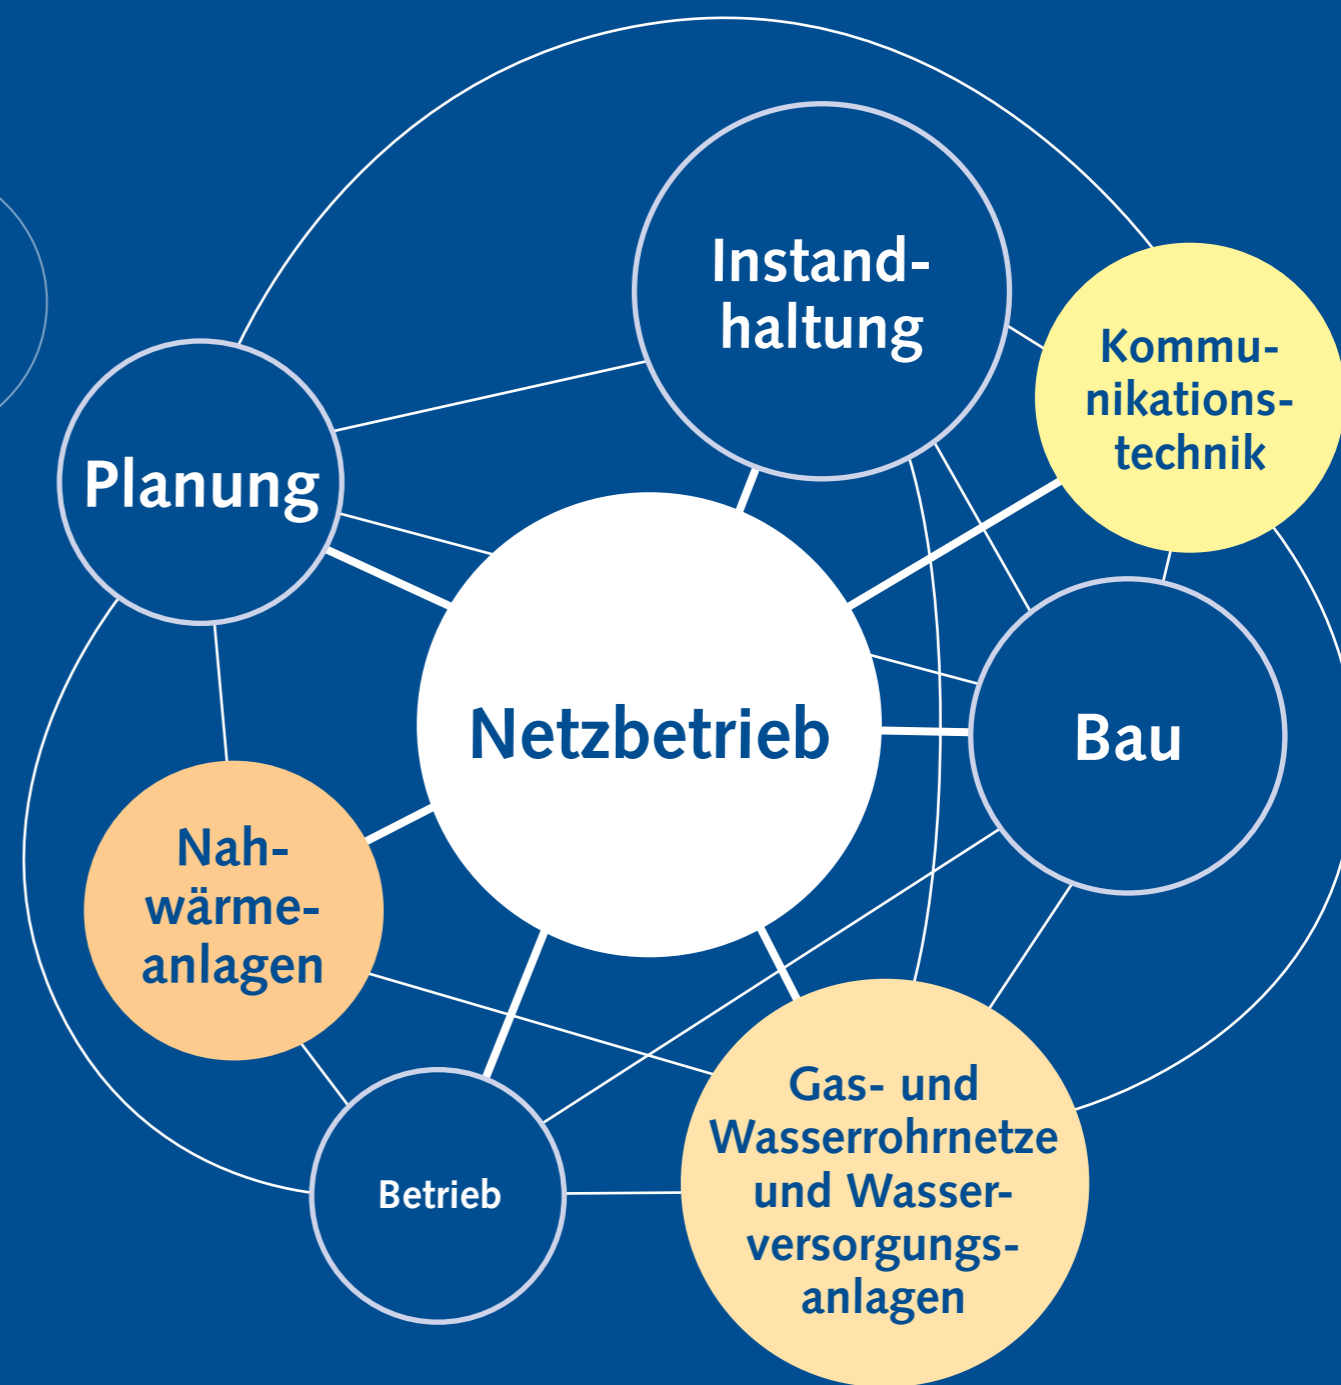 Instand-
haltung
Kommu-
nikations-
technik
Planung
Netzbetrieb
Bau
Nah-
wärme-
anlagen
Gas- und
Wasserrohrnetze
und Wasser-
versorgungs-
anlagen
Betrieb